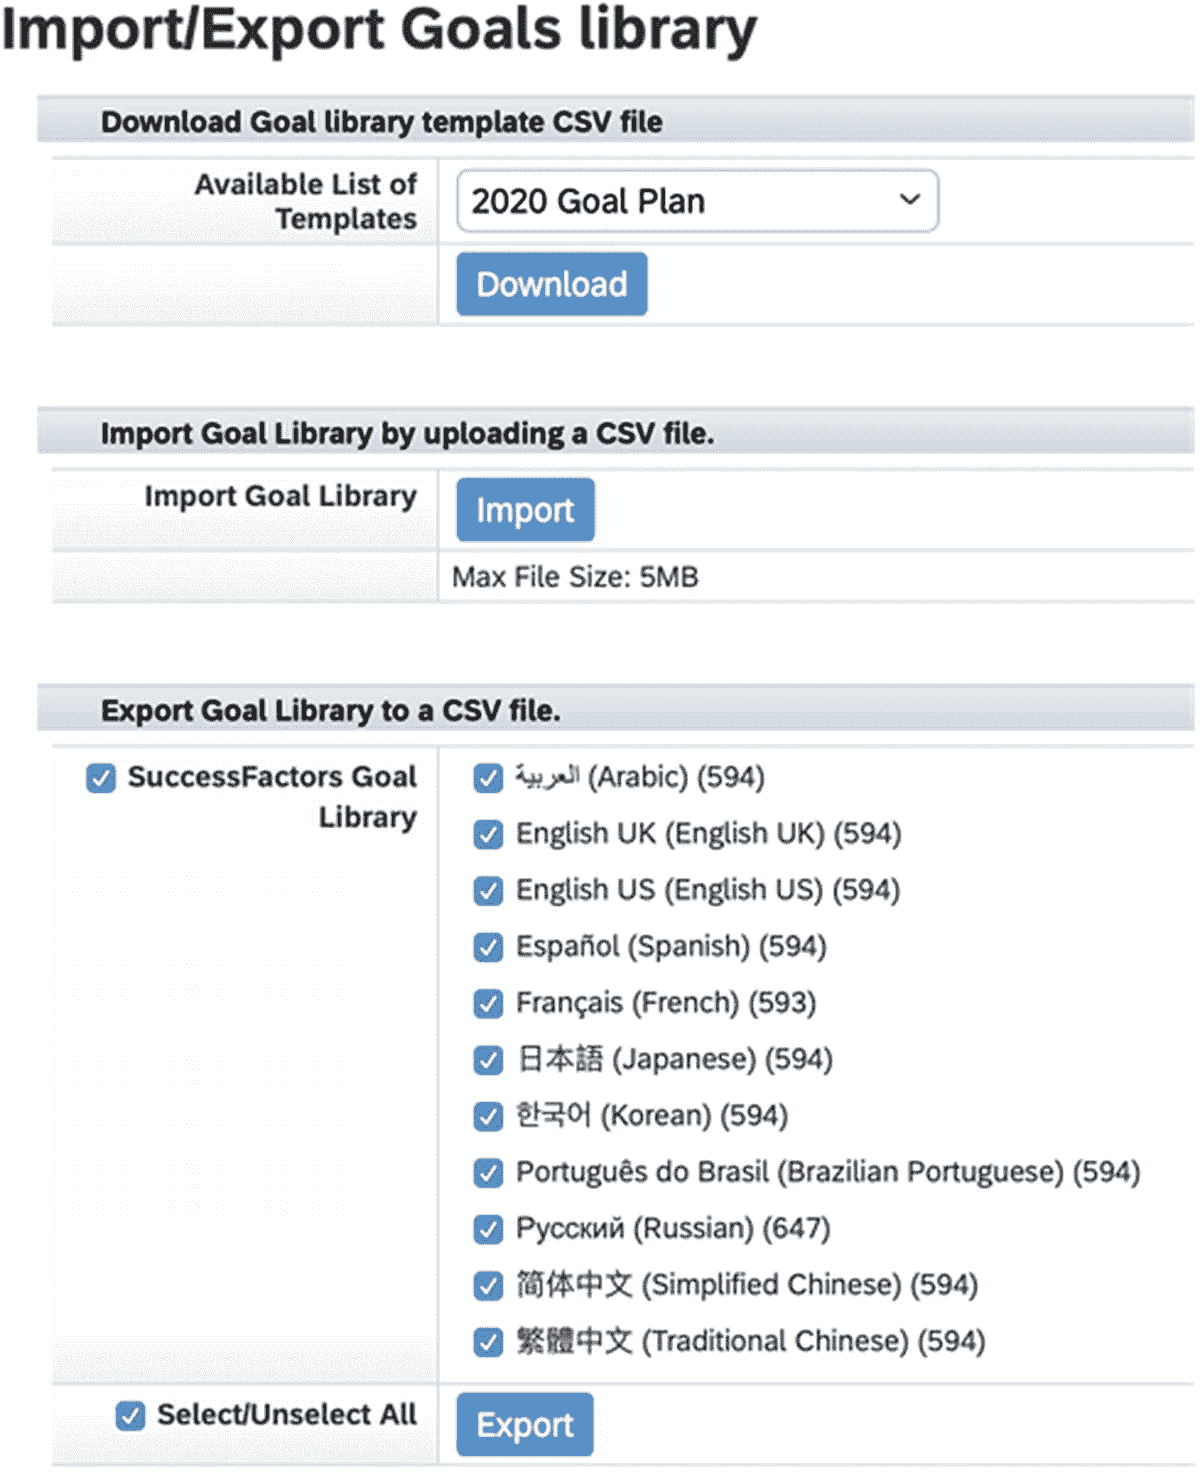 Import/Export Goals library
Download Goal library template CSV file
Available List of
Templates
2020 Goal Plan
Download
Import Goal Library by uploading a CSV file.
Import Goal Library
Import
Max File Size: 5MB
Export Goal Library to a CSV file.
SuccessFactors Goal
Library
العربية (Arabic) (594)
English UK (English UK) (594)
English US (English US) (594)
Español (Spanish) (594)
Français (French) (593)
日本語 (Japanese) (594)
한국어 (Korean) (594)
Português do Brasil (Brazilian Portuguese) (594)
Русский (Russian) (647)
简体中文 (Simplified Chinese) (594)
繁體中文 (Traditional Chinese) (594)
Select/Unselect All
Export